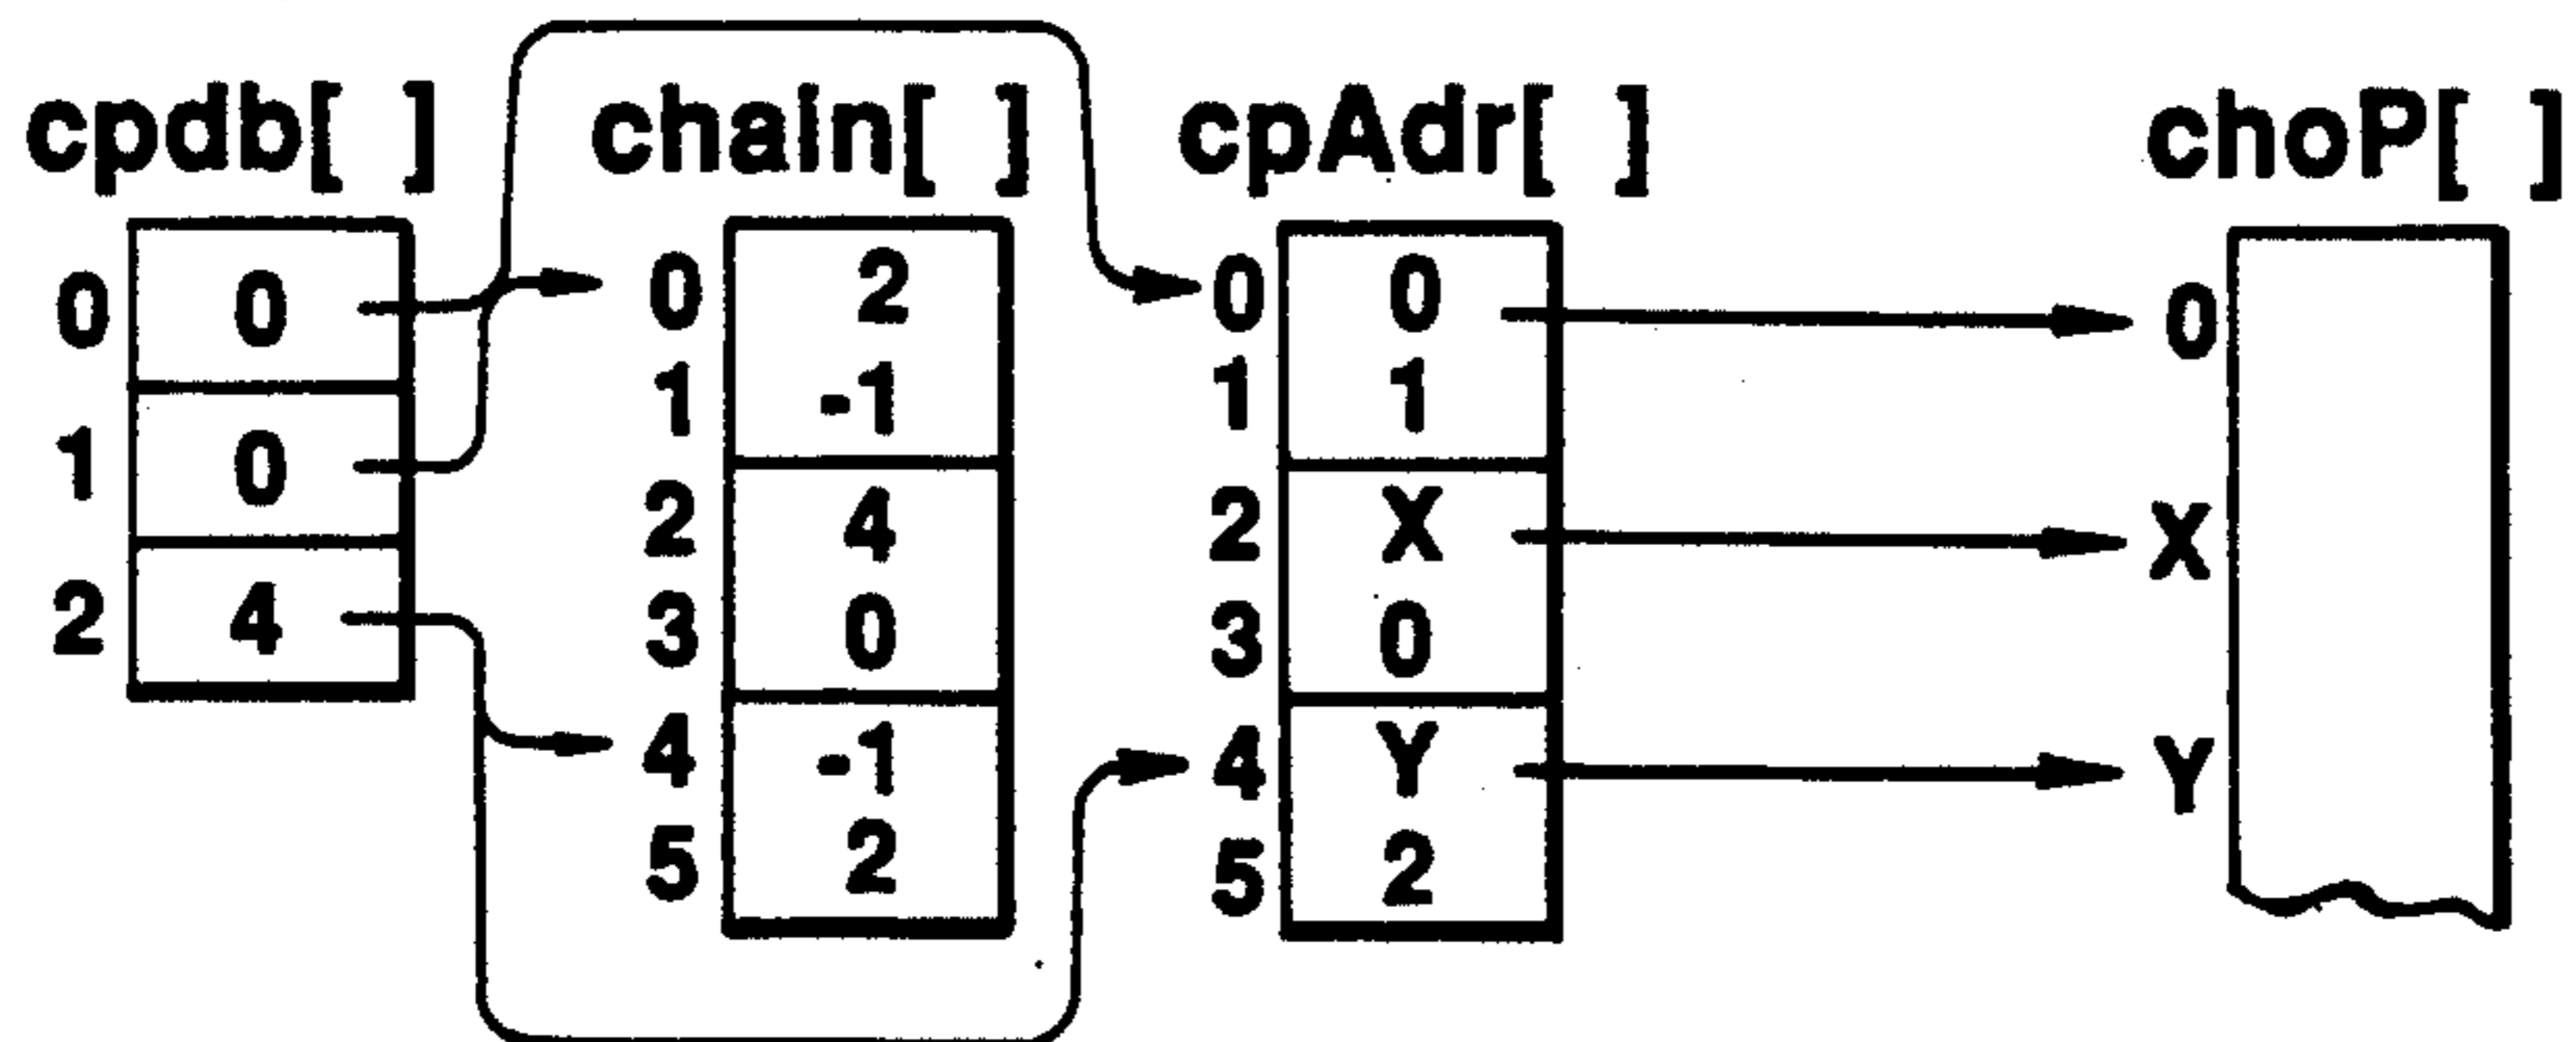 cpdb[ ] chain[ ] cpAdr[ ] choP[ ]
0 0 0 2 0 0 0
1 -1 1 1
1 0 2 4 2 X X
2 4 3 0 3 0
4 -1 4 Y Y
5 2 5 2